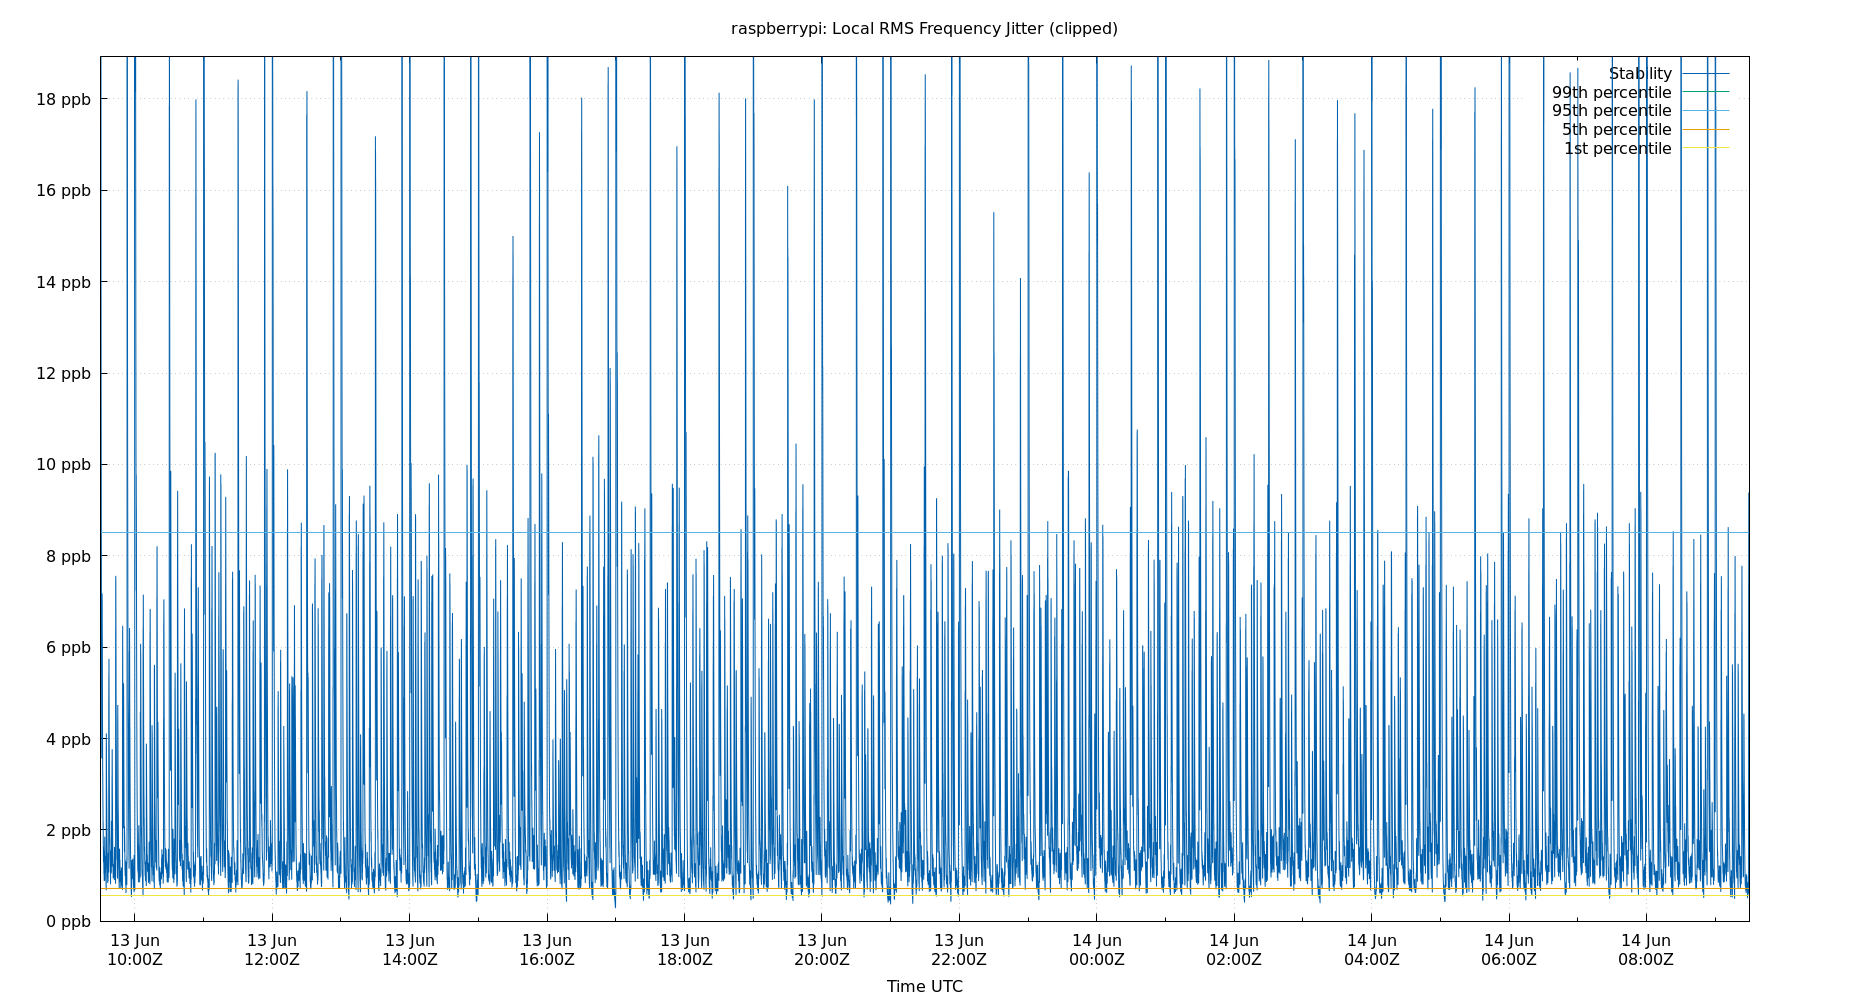 raspberrypi: Local RMS Frequency Jitter (clipped)
Stability
99th percentile
95th percentile
5th percentile
1st percentile
18 ppb
16 ppb
14 ppb
12 ppb
10 ppb
8 ppb
6 ppb
4 ppb
2 ppb
0 ppb
13 Jun 13 Jun 13 Jun 13 Jun 13 Jun 13 Jun 13 Jun 14 Jun 14 Jun 14 Jun 14 Jun 14 Jun
10:00Z 12:00Z 14:00Z 16:00Z 18:00Z 20:00Z 22:00Z 00:00Z 02:00Z 04:00Z 06:00Z 08:00Z
Time UTC